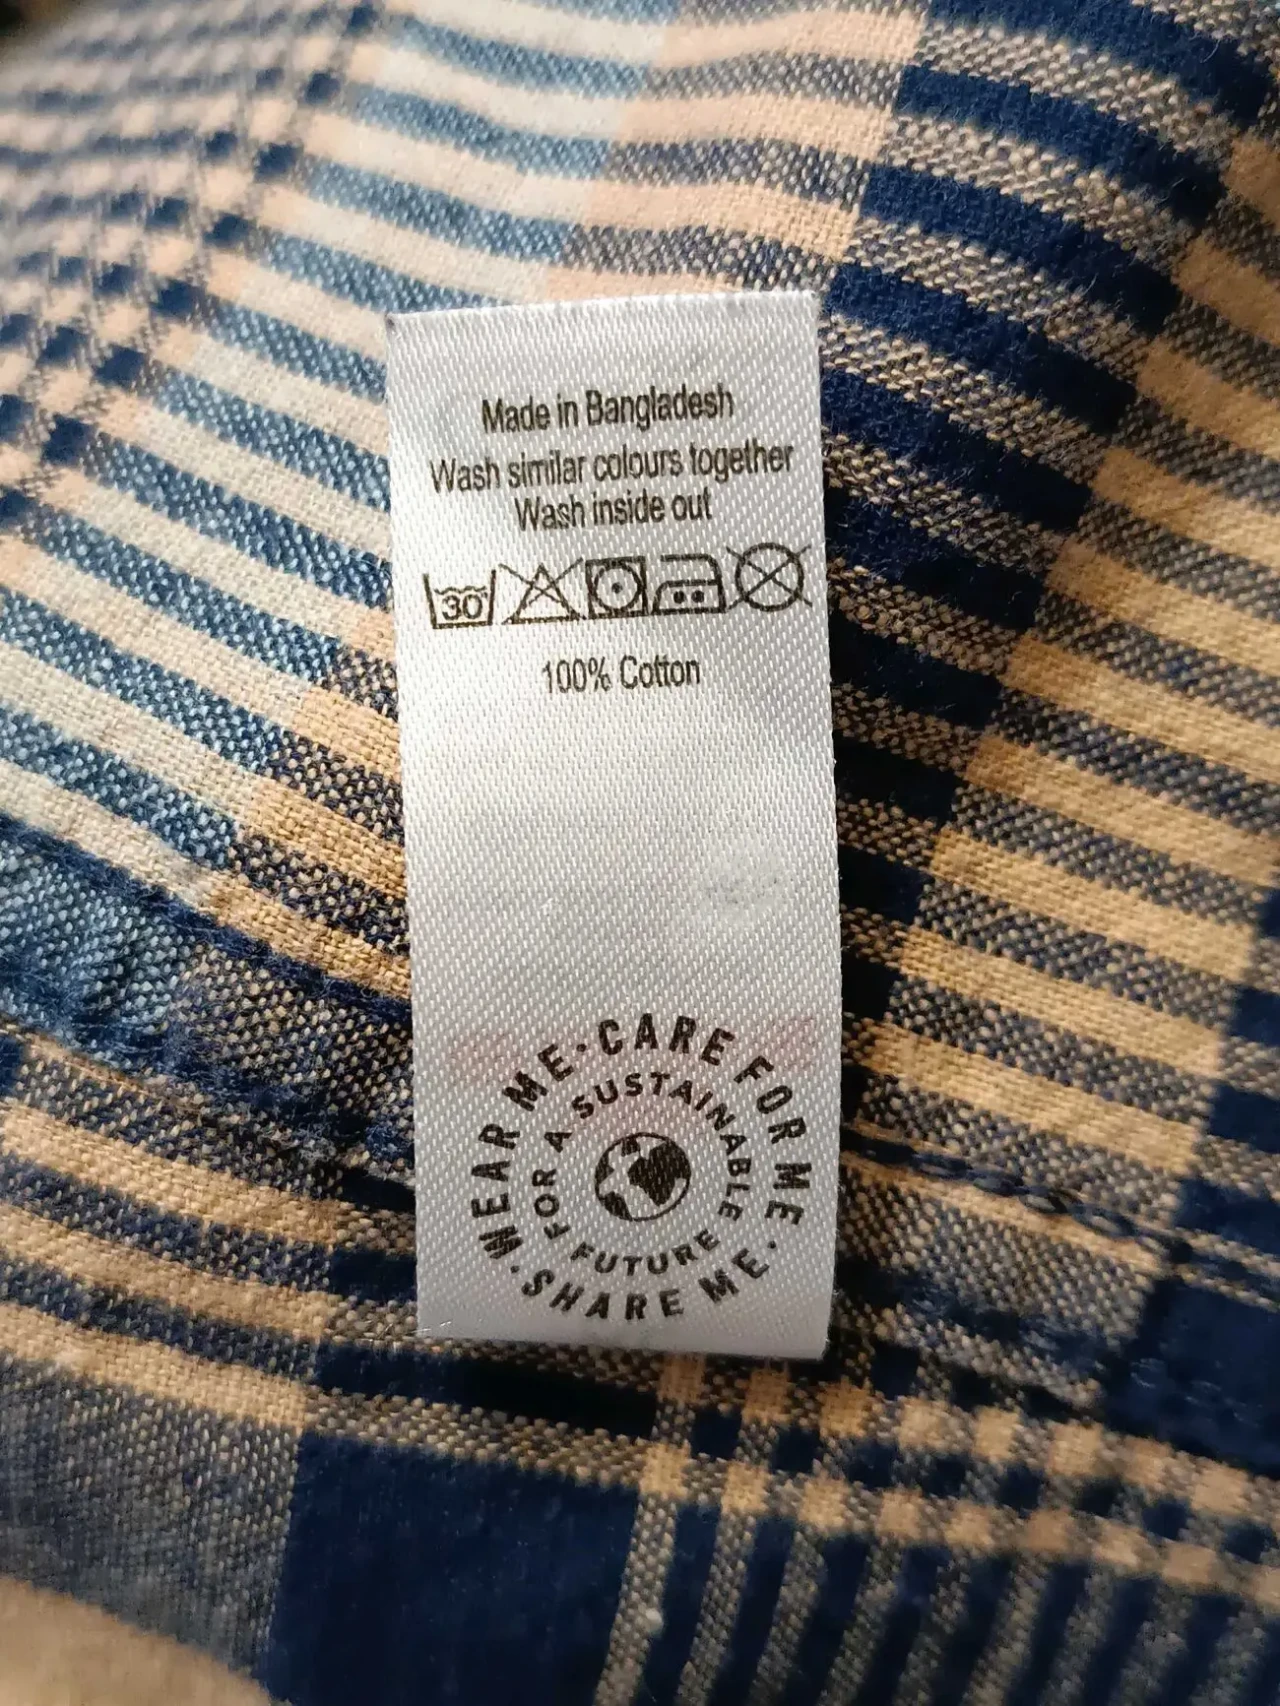 Made in Bangladesh
Wash similar colours together
Wash inside out
30
100% Cotton
WEAR ME · CARE FOR ME · SHARE ME ·
FOR A SUSTAINABLE FUTURE